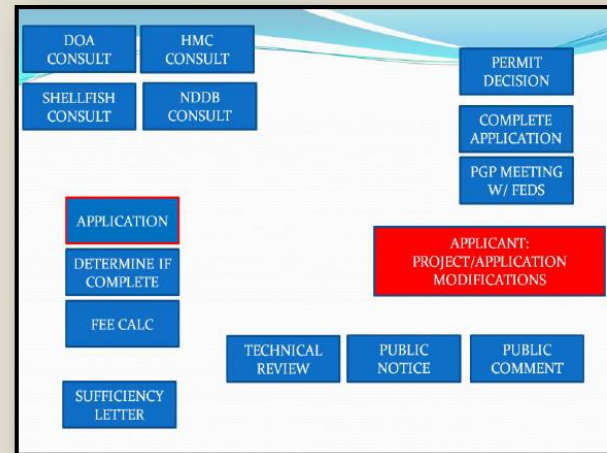 DOA
CONSULT
HMC
CONSULT
SHELLFISH
CONSULT
NDDB
CONSULT
PERMIT
DECISION
COMPLETE
APPLICATION
PGP MEETING
W/ FEDS
APPLICATION
DETERMINE IF
COMPLETE
FEE CALC
SUFFICIENCY
LETTER
APPLICANT:
PROJECT/APPLICATION
MODIFICATIONS
TECHNICAL
REVIEW
PUBLIC
NOTICE
PUBLIC
COMMENT